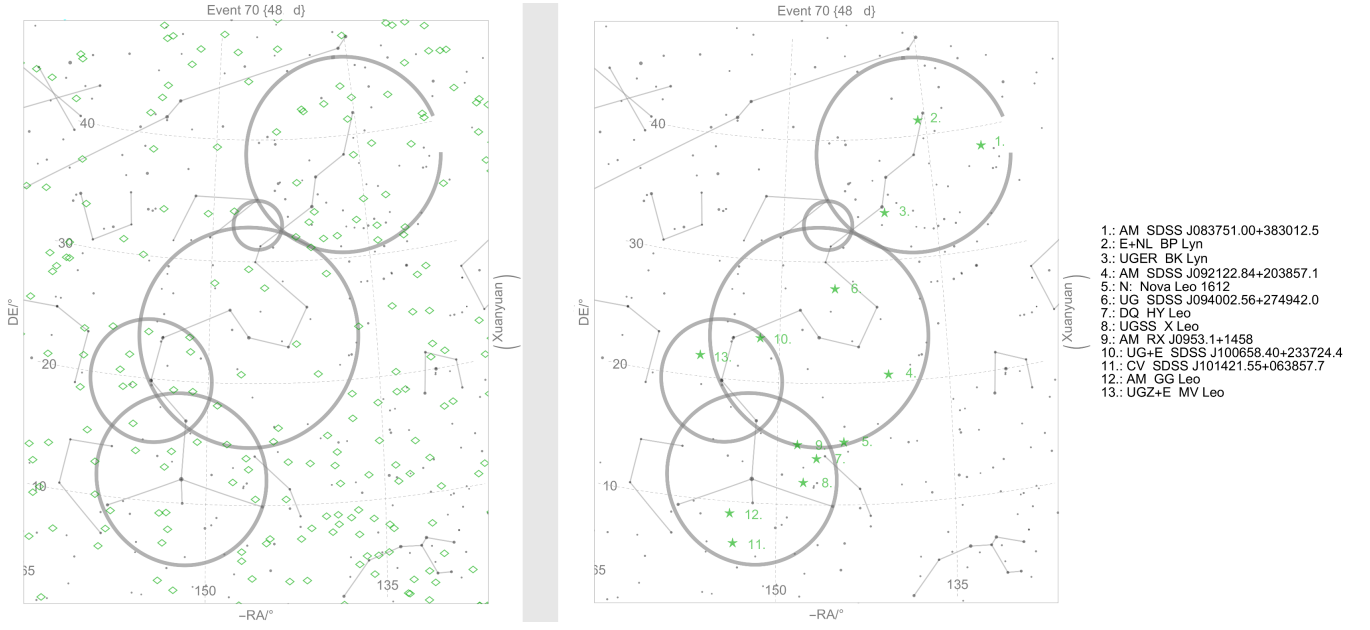 Event 70 {48   d}
40
30
20
10
65
150
135
DE/°
−RA/°
(Xuanyuan    )
Event 70 {48   d}
40
30
20
10
65
150
135
−RA/°
(Xuanyuan    )
1.
2.
3.
6.
10.
13.
4.
5.
9.
7.
8.
12.
11.
1.: AM  SDSS J083751.00+383012.5
2.: E+NL  BP Lyn
3.: UGER  BK Lyn
4.: AM  SDSS J092122.84+203857.1
5.: N:  Nova Leo 1612
6.: UG  SDSS J094002.56+274942.0
7.: DQ  HY Leo
8.: UGSS  X Leo
9.: AM  RX J0953.1+1458
10.: UG+E  SDSS J100658.40+233724.4
11.: CV  SDSS J101421.55+063857.7
12.: AM  GG Leo
13.: UGZ+E  MV Leo